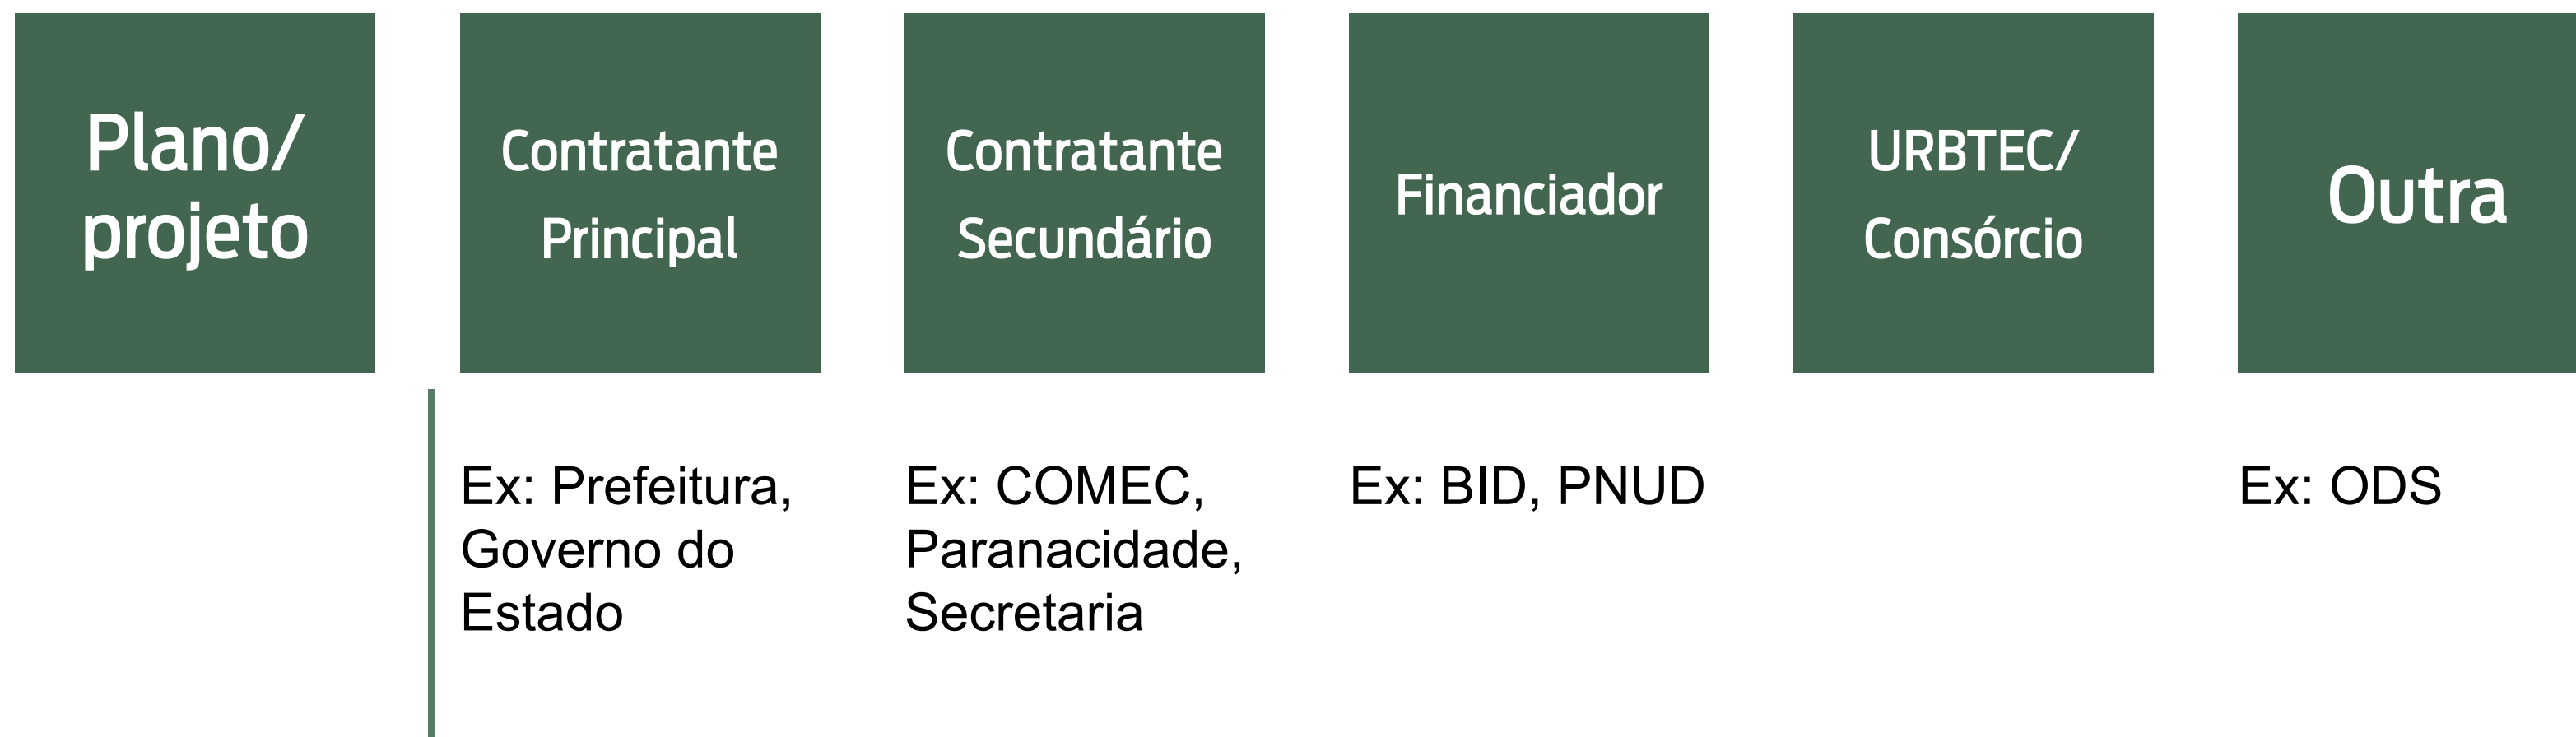 Plano/
projeto
Contratante
Principal
Contratante
Secundário
Financiador
URBTEC/
Consórcio
Outra
Ex: Prefeitura,
Governo do
Estado
Ex: COMEC,
Paranacidade,
Secretaria
Ex: BID, PNUD
Ex: ODS